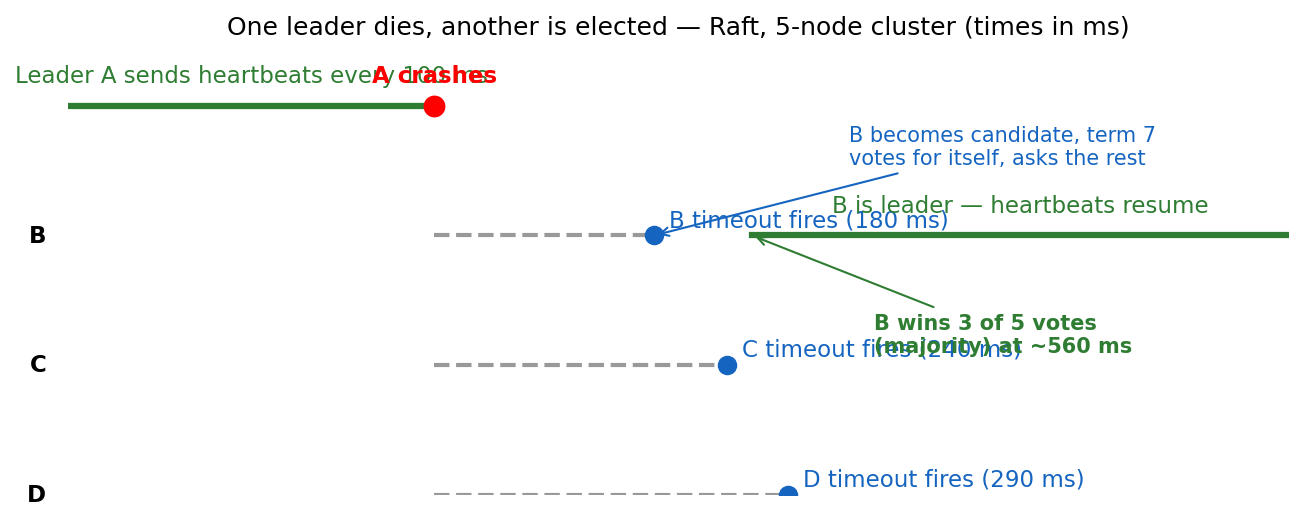 One leader dies, another is elected — Raft, 5-node cluster (times in ms)
Leader A sends heartbeats every 100 ms
A crashes
B becomes candidate, term 7
votes for itself, asks the rest
B is leader — heartbeats resume
B timeout fires (180 ms)
B
B wins 3 of 5 votes
(majority) at ~560 ms
C timeout fires (240 ms)
C
D timeout fires (290 ms)
D